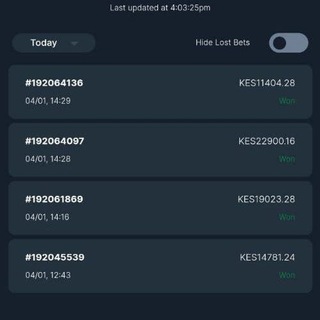 Last updated at 4:03:25pm
Today Hide Lost Bets
#192064136 KES11404.28
04/01, 14:29 Won
#192064097 KES22900.16
04/01, 14:28 Won
#192061869 KES19023.28
04/01, 14:16 Won
#192045539 KES14781.24
04/01, 12:43 Won